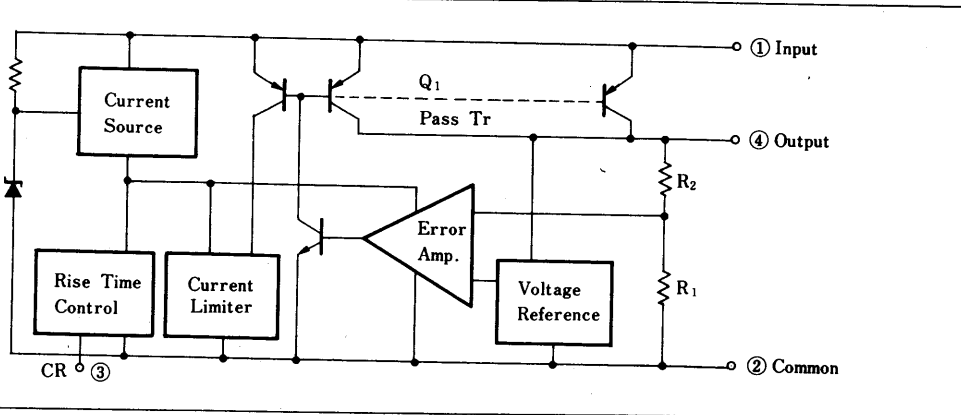 ① Input
Q₁
Current
Source
Pass Tr
④ Output
R₂
Error
Amp.
Rise Time
Control
Current
Limiter
Voltage
Reference
R₁
CR ③
② Common